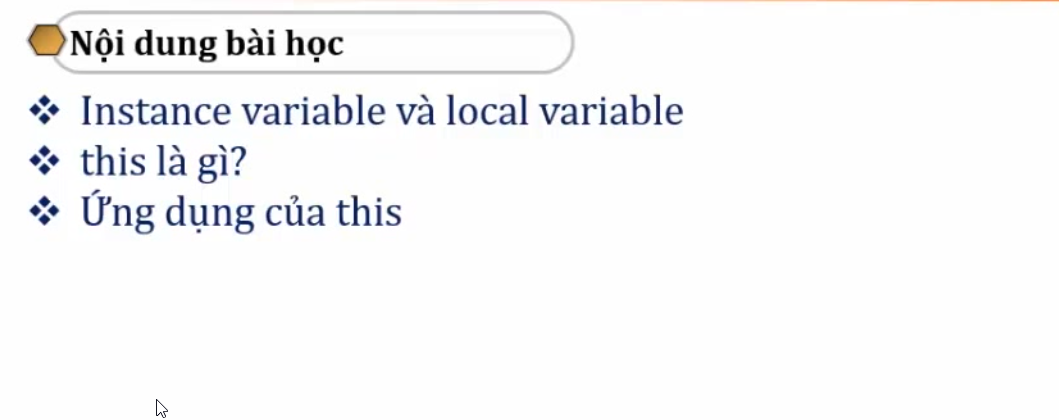 Nội dung bài học
Instance variable và local variable
this là gì?
Ứng dụng của this